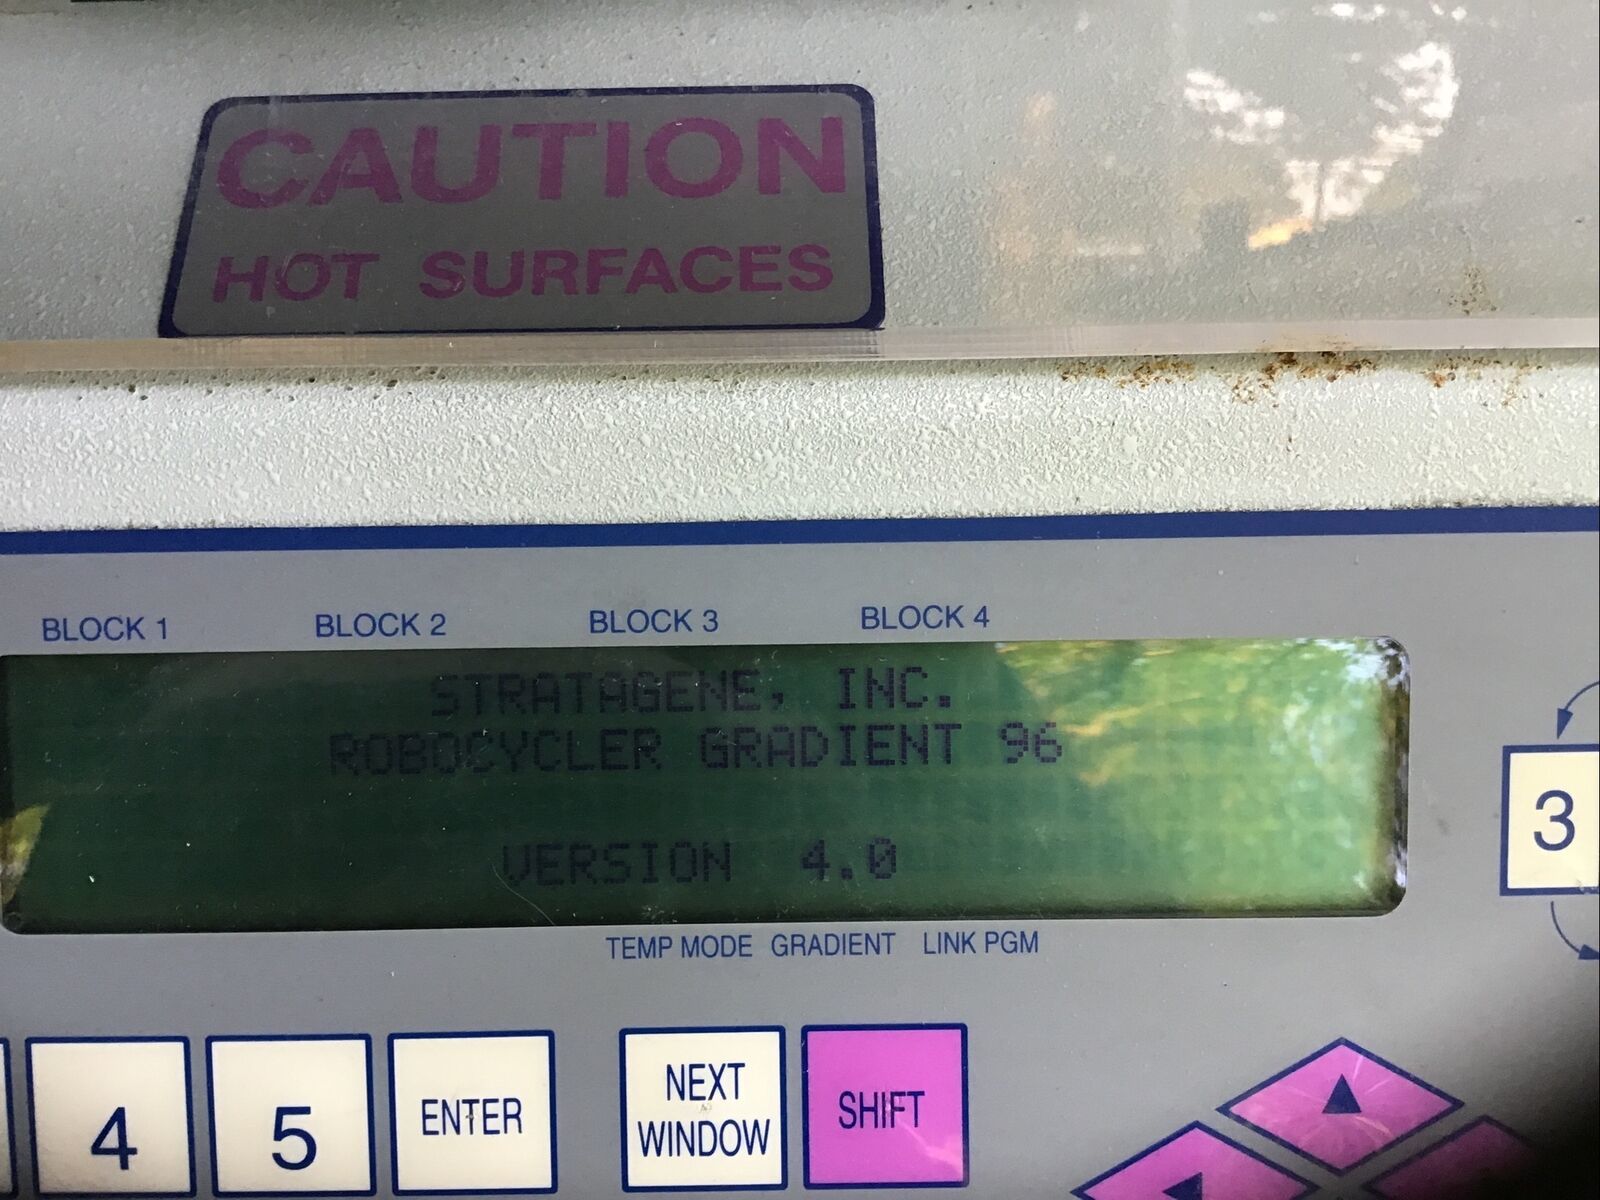 CAUTION
HOT SURFACES
BLOCK 1 BLOCK 2 BLOCK 3 BLOCK 4
STRATAGENE, INC.
ROBOCYCLER GRADIENT 96
VERSION 4.0
3
TEMP MODE GRADIENT LINK PGM
4 5 ENTER NEXT WINDOW SHIFT